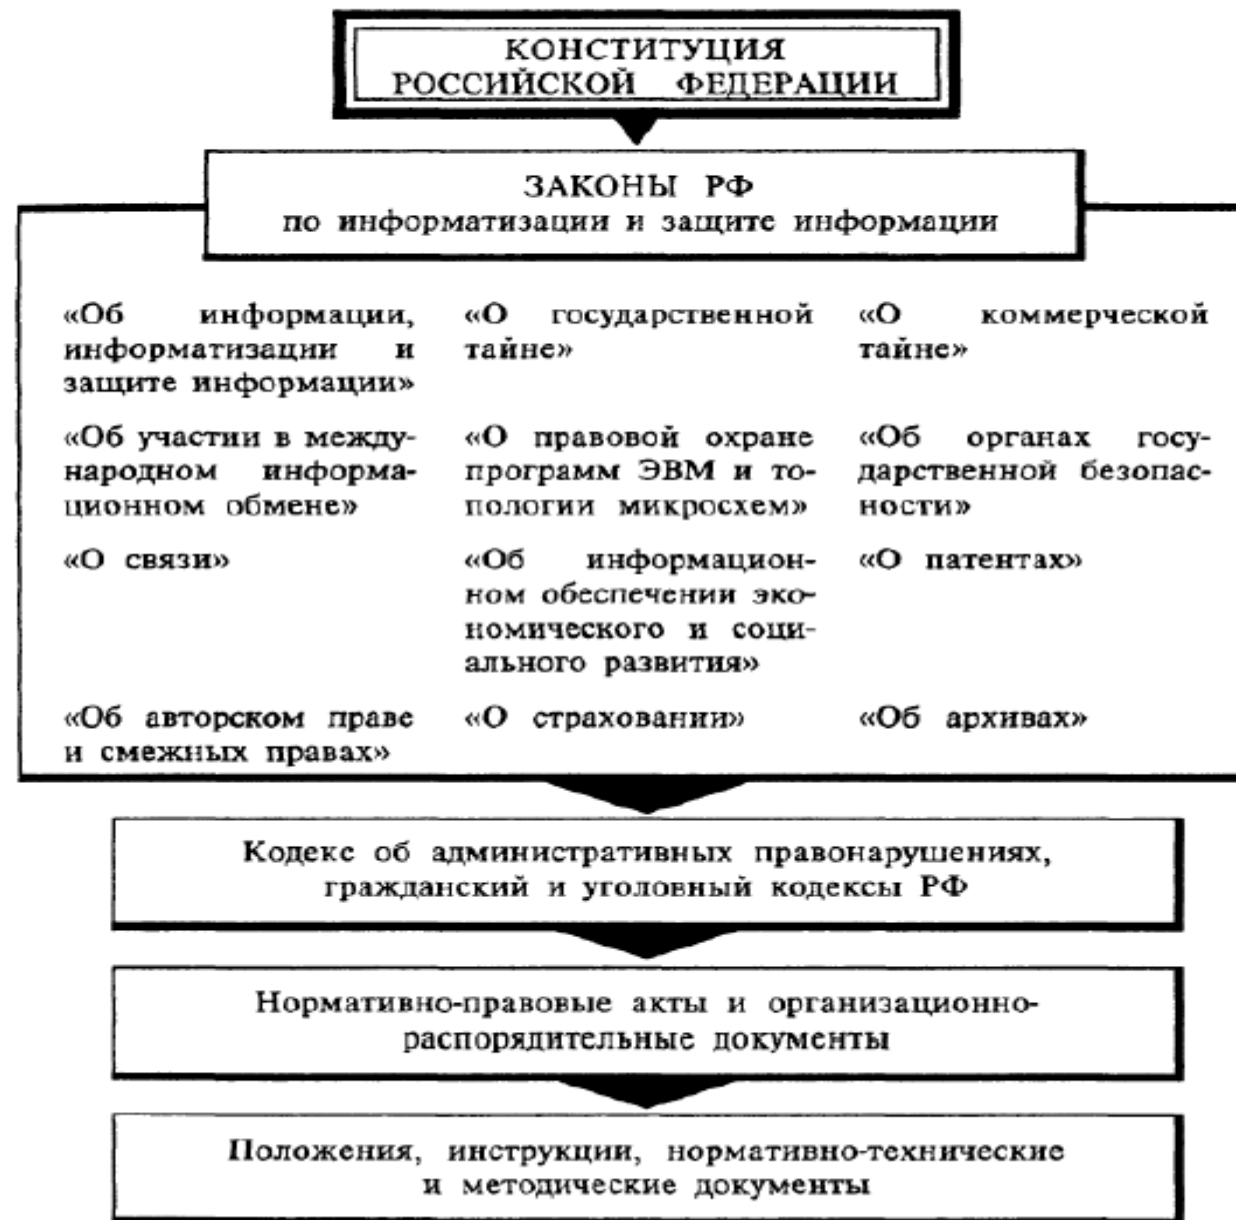 КОНСТИТУЦИЯ
РОССИЙСКОЙ ФЕДЕРАЦИИ
ЗАКОНЫ РФ
по информатизации и защите информации
«Об информации,
информатизации и
защите информации»
«О государственной
тайне»
«О коммерческой
тайне»
«Об участии в между-
народном информа-
ционном обмене»
«О правовой охране
программ ЭВМ и то-
пологии микросхем»
«Об органах госу-
дарственной безопас-
ности»
«О связи»
«Об информацион-
ном обеспечении эко-
номического и соци-
ального развития»
«О патентах»
«Об авторском праве
и смежных правах»
«О страховании»
«Об архивах»
Кодекс об административных правонарушениях,
гражданский и уголовный кодексы РФ
Нормативно-правовые акты и организационно-
распорядительные документы
Положения, инструкции, нормативно-технические
и методические документы